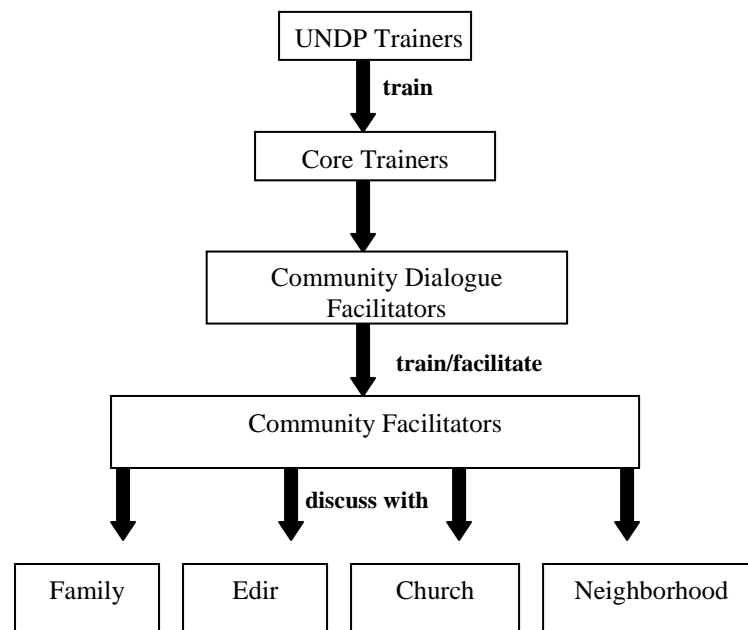 UNDP Trainers
train
Core Trainers
Community Dialogue
Facilitators
train/facilitate
Community Facilitators
discuss with
Family
Edir
Church
Neighborhood